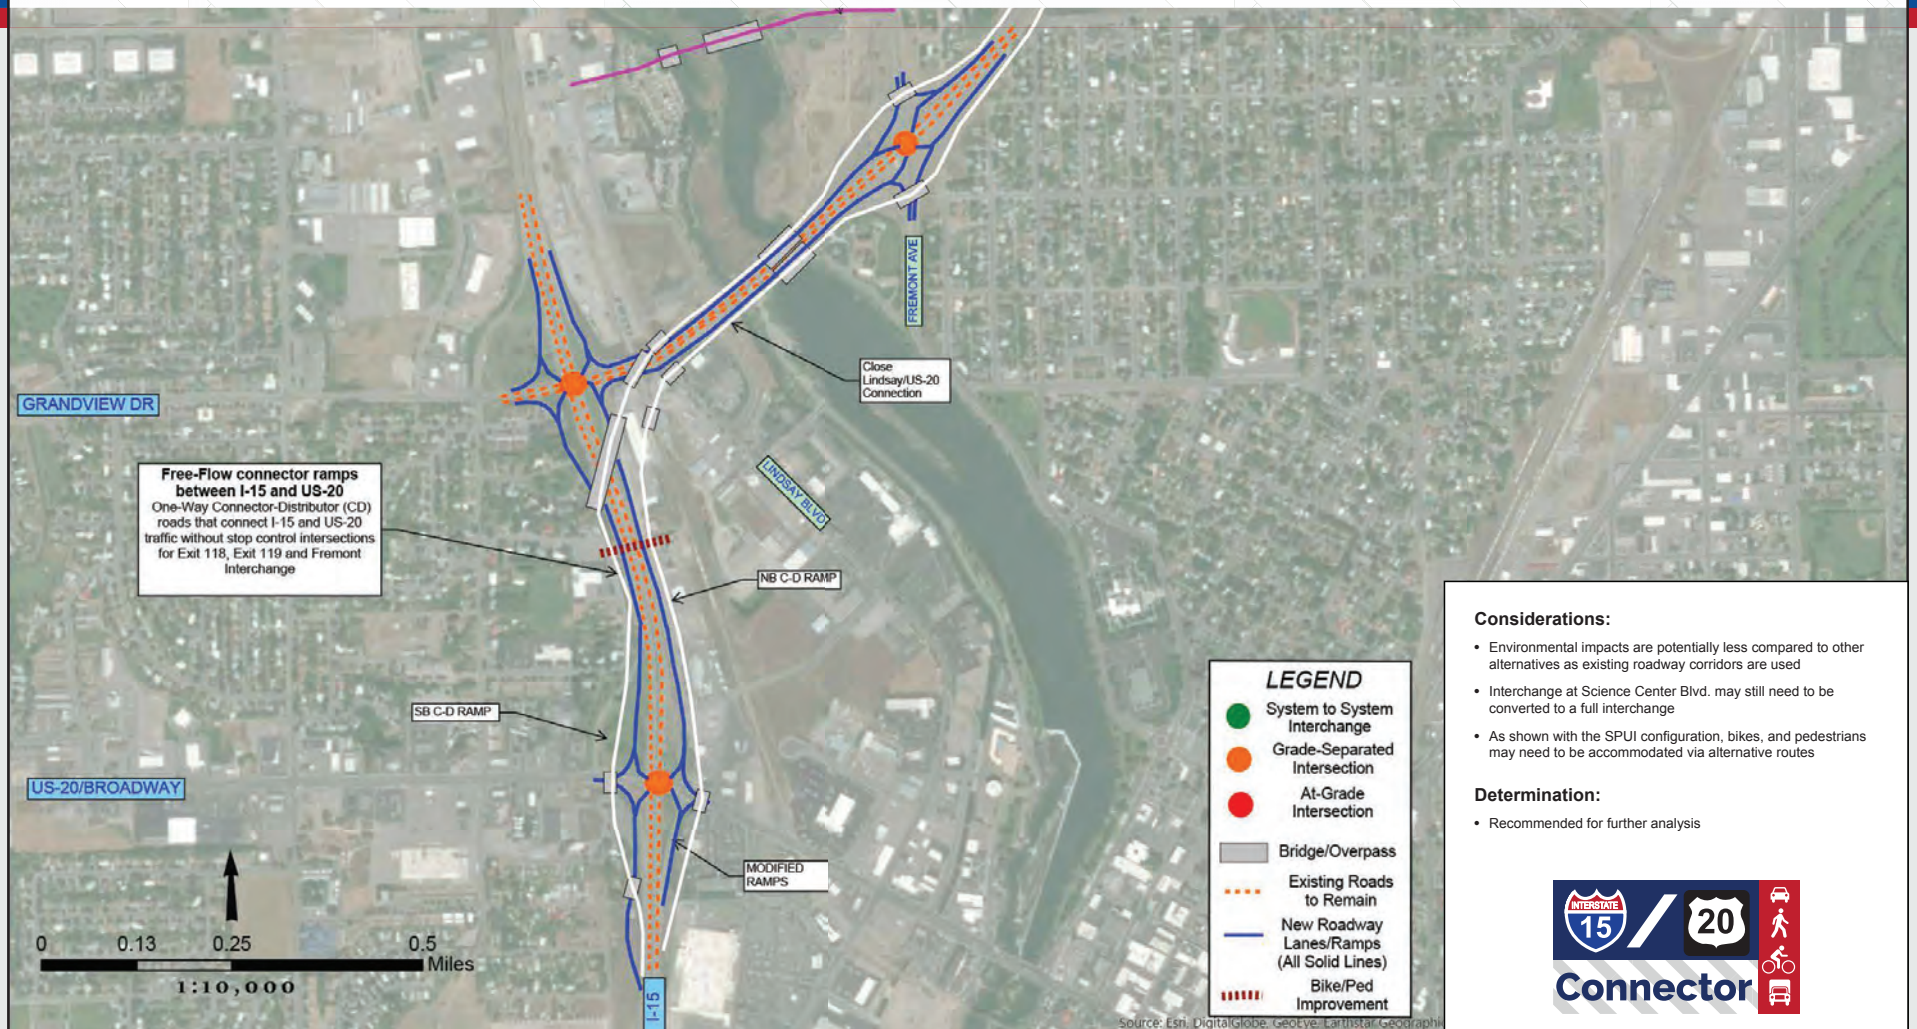 FREMONT AVE
Close
Lindsay/US-20
Connection
GRANDVIEW DR
Free-Flow connector ramps
between I-15 and US-20
One-Way Connector-Distributor (CD)
roads that connect I-15 and US-20
traffic without stop control intersections
for Exit 118, Exit 119 and Fremont
Interchange
LINDSAY BLVD
NB C-D RAMP
SB C-D RAMP
US-20/BROADWAY
MODIFIED
RAMPS
0 0.13 0.25 0.5
Miles
1:10,000
I-15
LEGEND
System to System
Interchange
Grade-Separated
Intersection
At-Grade
Intersection
Bridge/Overpass
Existing Roads
to Remain
New Roadway
Lanes/Ramps
(All Solid Lines)
Bike/Ped
Improvement
Source: Esri, DigitalGlobe, GeoEye, Earthstar Geographi
Considerations:
• Environmental impacts are potentially less compared to other
alternatives as existing roadway corridors are used
• Interchange at Science Center Blvd. may still need to be
converted to a full interchange
• As shown with the SPUI configuration, bikes, and pedestrians
may need to be accommodated via alternative routes
Determination:
• Recommended for further analysis
INTERSTATE
15
20
Connector